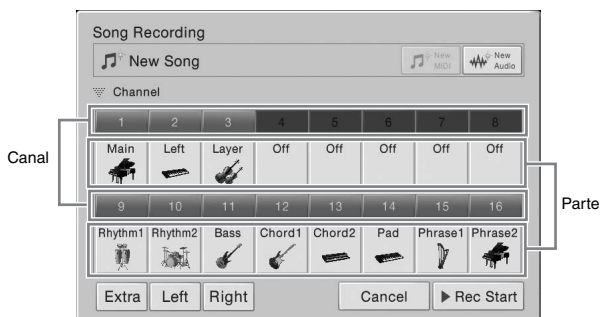 Song Recording
New Song
New MIDI
New Audio
Channel
1 2 3 4 5 6 7 8
Canal
Main Left Layer Off Off Off Off Off
9 10 11 12 13 14 15 16
Parte
Rhythm1 Rhythm2 Bass Chord1 Chord2 Pad Phrase1 Phrase2
Extra Left Right Cancel Rec Start